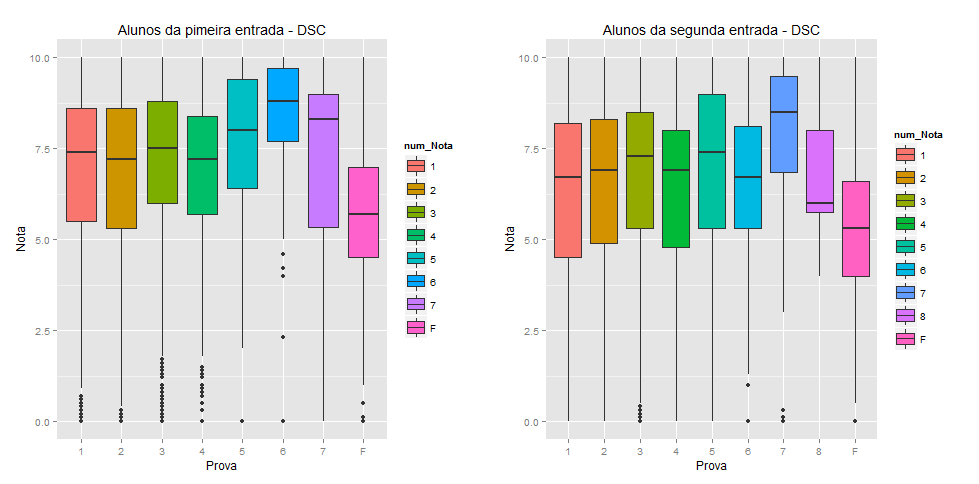 Alunos da pimeira entrada - DSC
10.0
7.5
5.0
2.5
0.0
Nota
1 2 3 4 5 6 7 F
Prova
num_Nota
1
2
3
4
5
6
7
F
Alunos da segunda entrada - DSC
10.0
7.5
5.0
2.5
0.0
Nota
1 2 3 4 5 6 7 8 F
Prova
num_Nota
1
2
3
4
5
6
7
8
F